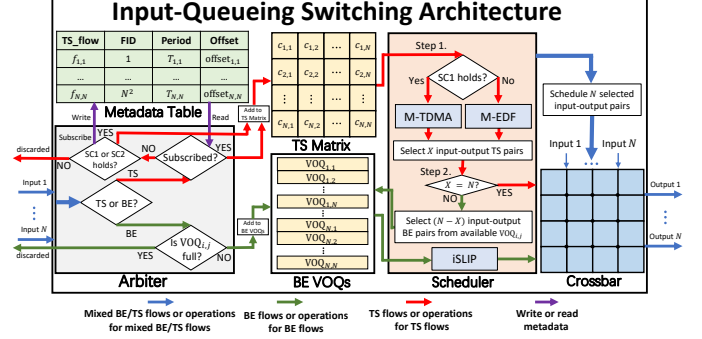 Input-Queueing Switching Architecture
TS_flow FID Period Offset
f1,1 1 T1,1 offset1,1
... ... ... ...
fN,N N² TN,N offsetN,N
Metadata Table
Write
Read
Subscribe
YES
SC1 or SC2 holds?
NO
discarded
NO
Subscribed?
YES
TS
Add to TS Matrix
Input 1
⋮
Input N
TS or BE?
BE
Is VOQi,j full?
YES
NO
discarded
Add to BE VOQs
Arbiter
c1,1 c1,2 ... c1,N
c2,1 c2,2 ... c2,N
⋮ ⋮ ... ⋮
cN,1 cN,2 ... cN,N
TS Matrix
VOQ1,1
VOQ1,2
⋮
VOQ1,N
⋮
VOQN,1
VOQN,2
⋮
VOQN,N
BE VOQs
Step 1.
SC1 holds?
Yes
No
M-TDMA
M-EDF
Select X input-output TS pairs
Step 2.
X = N?
NO
YES
Select (N − X) input-output
BE pairs from available VOQi,j
iSLIP
Scheduler
Schedule N selected
input-output pairs
Input 1 Input N
...
Output 1
⋮
Output N
Crossbar
Mixed BE/TS flows or operations
for mixed BE/TS flows
BE flows or operations
for BE flows
TS flows or operations
for TS flows
Write or read
metadata